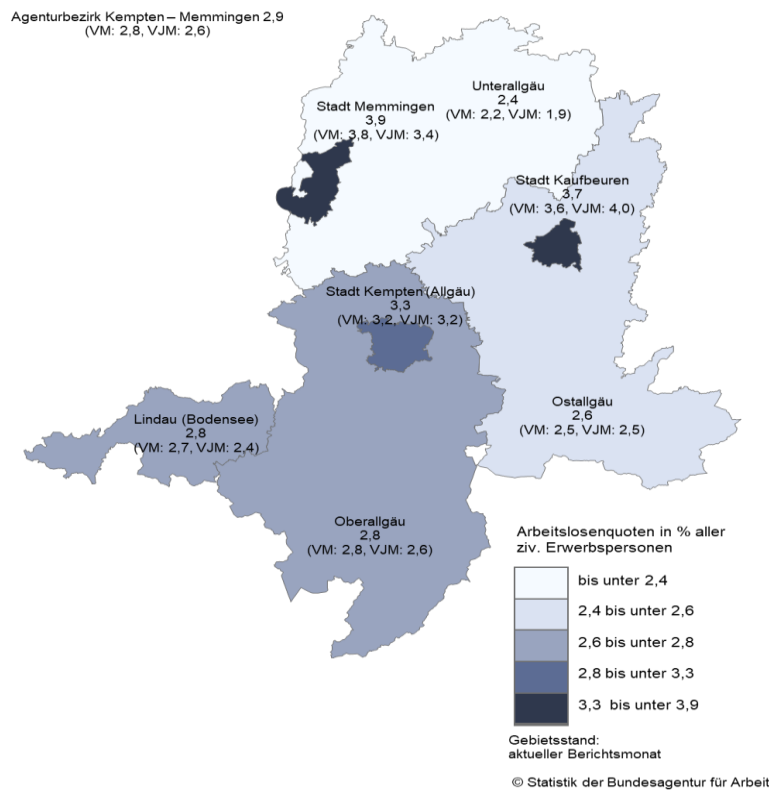 Agenturbezirk Kempten – Memmingen 2,9
(VM: 2,8, VJM: 2,6)
Unterallgäu
2,4
(VM: 2,2, VJM: 1,9)
Stadt Memmingen
3,9
(VM: 3,8, VJM: 3,4)
Stadt Kaufbeuren
3,7
(VM: 3,6, VJM: 4,0)
Stadt Kempten (Allgäu)
3,3
(VM: 3,2, VJM: 3,2)
Ostallgäu
2,6
(VM: 2,5, VJM: 2,5)
Lindau (Bodensee)
2,8
(VM: 2,7, VJM: 2,4)
Oberallgäu
2,8
(VM: 2,8, VJM: 2,6)
Arbeitslosenquoten in % aller
ziv. Erwerbspersonen
bis unter 2,4
2,4 bis unter 2,6
2,6 bis unter 2,8
2,8 bis unter 3,3
3,3 bis unter 3,9
Gebietsstand:
aktueller Berichtsmonat
© Statistik der Bundesagentur für Arbeit